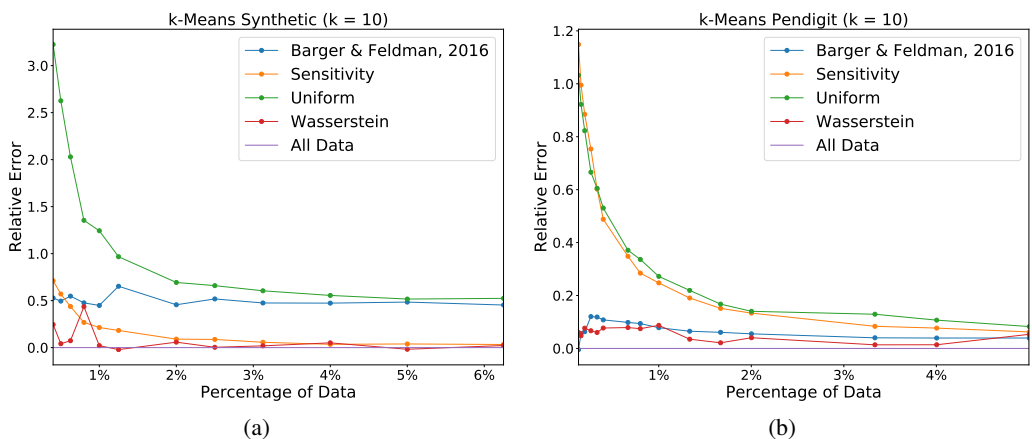 k-Means Synthetic (k = 10)
Relative Error
3.0
2.5
2.0
1.5
1.0
0.5
0.0
Barger & Feldman, 2016
Sensitivity
Uniform
Wasserstein
All Data
1% 2% 3% 4% 5% 6%
Percentage of Data
(a)
k-Means Pendigit (k = 10)
Relative Error
1.2
1.0
0.8
0.6
0.4
0.2
0.0
Barger & Feldman, 2016
Sensitivity
Uniform
Wasserstein
All Data
1% 2% 3% 4%
Percentage of Data
(b)